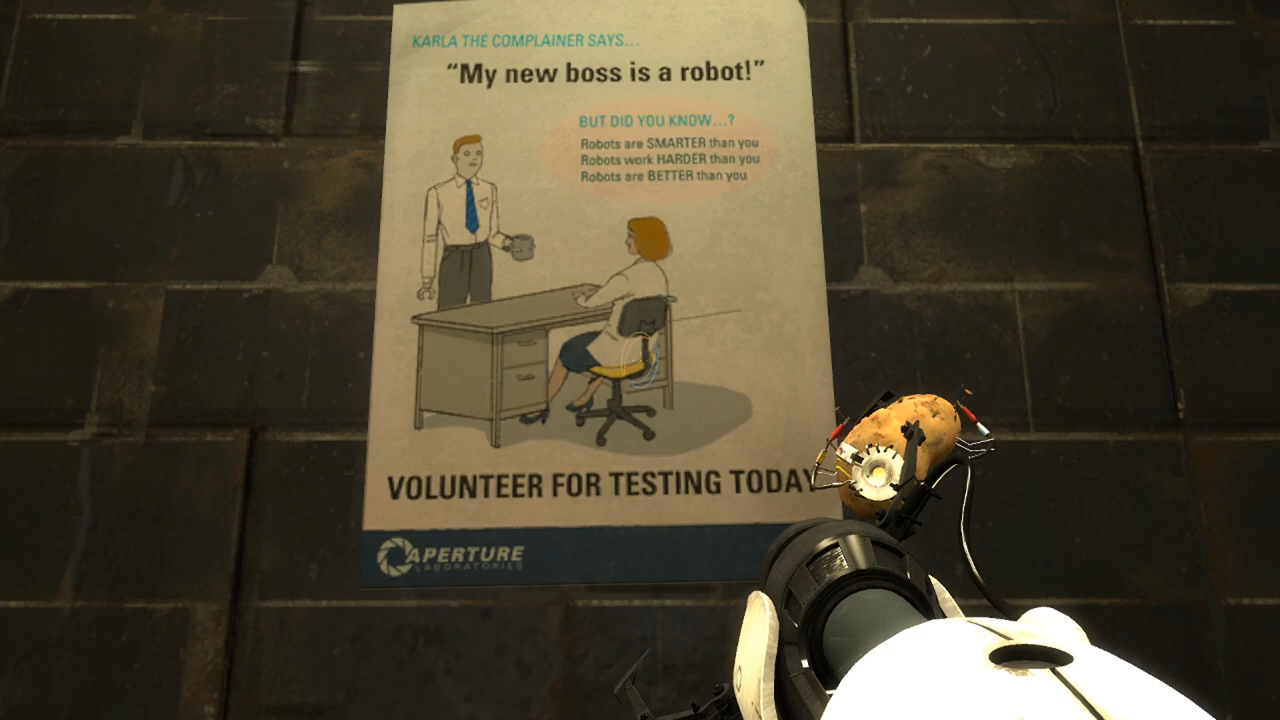 KARLA THE COMPLAINER SAYS...
“My new boss is a robot!”
BUT DID YOU KNOW...?
Robots are SMARTER than you
Robots work HARDER than you
Robots are BETTER than you
VOLUNTEER FOR TESTING TODAY
APERTURE
LABORATORIES